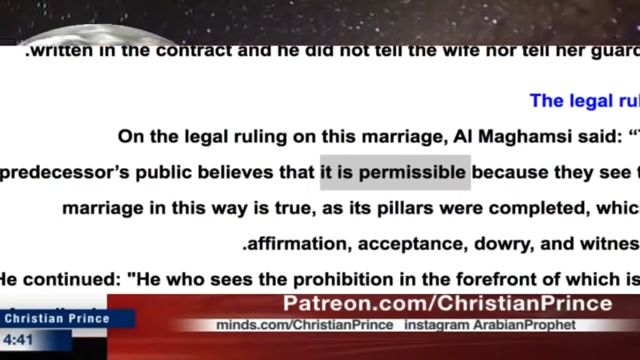 .written in the contract and he did not tell the wife nor tell her
The legal
On the legal ruling on this marriage, Al Maghamsi said:
predecessor's public believes that it is permissible because they see
marriage in this way is true, as its pillars were completed,
.affirmation, acceptance, dowry, and
He continued: "He who sees the prohibition in the forefront of which is
Patreon.com/ChristianPrince
Christian Prince
minds.com/ChristianPrince instagram ArabianProphet
4:41